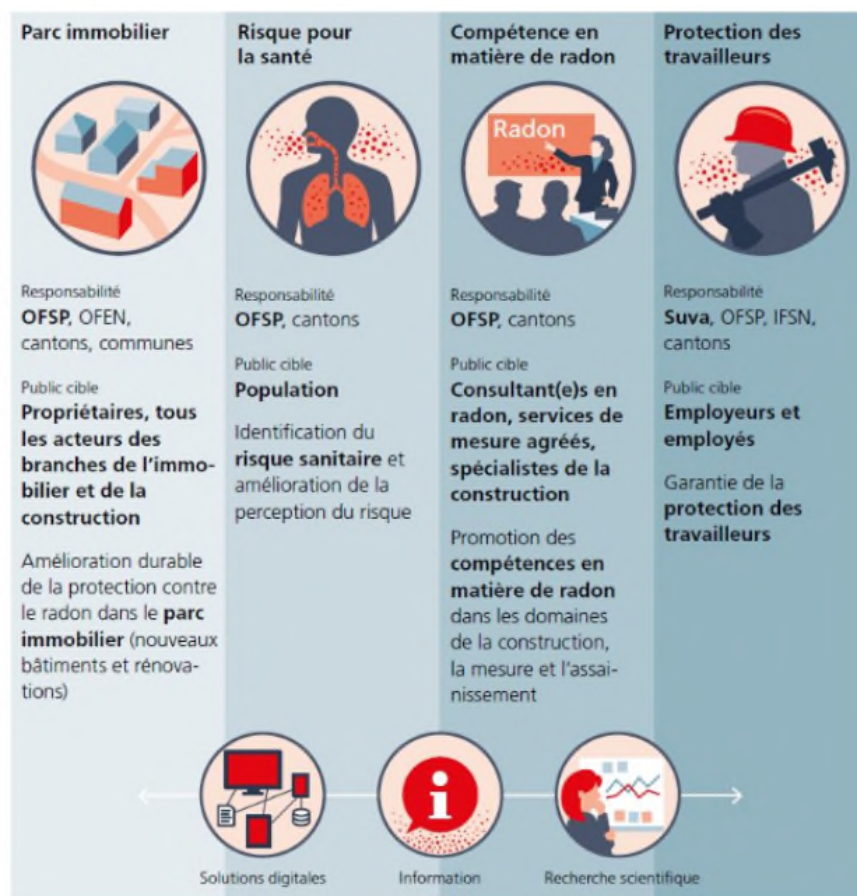 Parc immobilier
Risque pour
la santé
Compétence en
matière de radon
Protection des
travailleurs
Radon
Responsabilité
OFSP, OFEN,
cantons, communes
Public cible
Propriétaires, tous
les acteurs des
branches de l'immo-
bilier et de la
construction
Amélioration durable
de la protection contre
le radon dans le parc
immobilier (nouveaux
bâtiments et rénova-
tions)
Responsabilité
OFSP, cantons
Public cible
Population
Identification du
risque sanitaire et
amélioration de la
perception du risque
Responsabilité
OFSP, cantons
Public cible
Consultant(e)s en
radon, services de
mesure agréés,
spécialistes de la
construction
Promotion des
compétences en
matière de radon
dans les domaines
de la construction,
la mesure et l'assai-
nissement
Responsabilité
Suva, OFSP, IFSN,
cantons
Public cible
Employeurs et
employés
Garantie de la
protection des
travailleurs
Solutions digitales
Information
Recherche scientifique